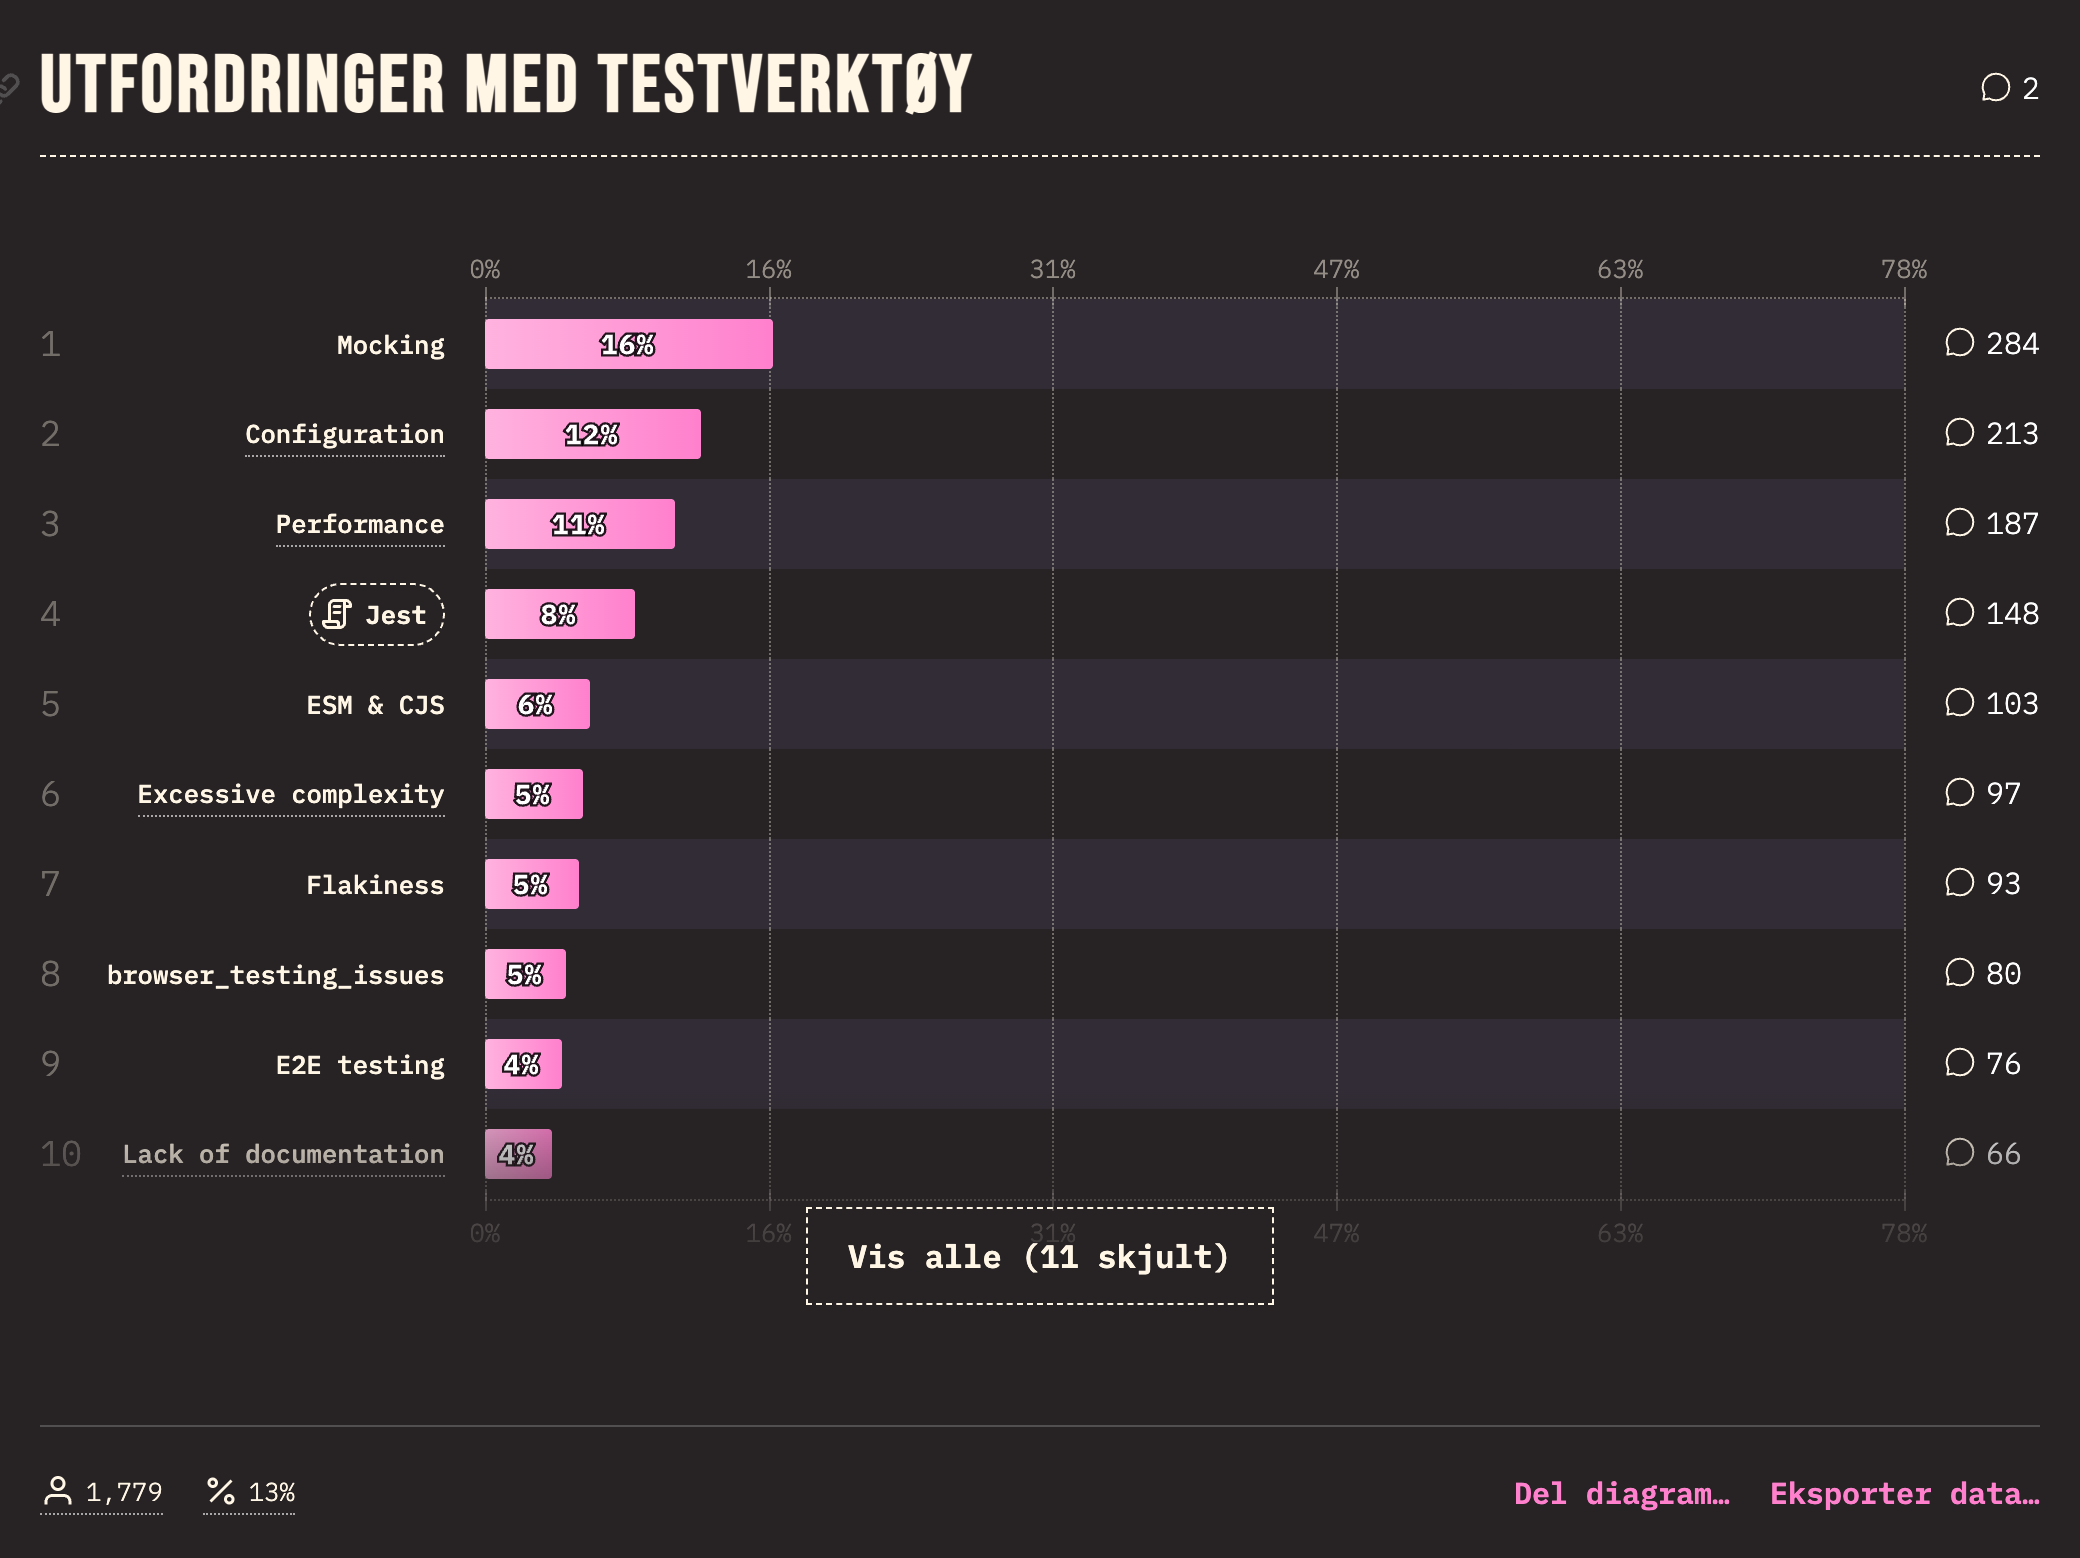 UTFORDRINGER MED TESTVERKTØY
2
0% 16% 31% 47% 63% 78%
1 Mocking 16% 284
2 Configuration 12% 213
3 Performance 11% 187
4 Jest 8% 148
5 ESM & CJS 6% 103
6 Excessive complexity 5% 97
7 Flakiness 5% 93
8 browser_testing_issues 5% 80
9 E2E testing 4% 76
10 Lack of documentation 4% 66
0% 16% 31% 47% 63% 78%
Vis alle (11 skjult)
1,779 13% Del diagram… Eksporter data…